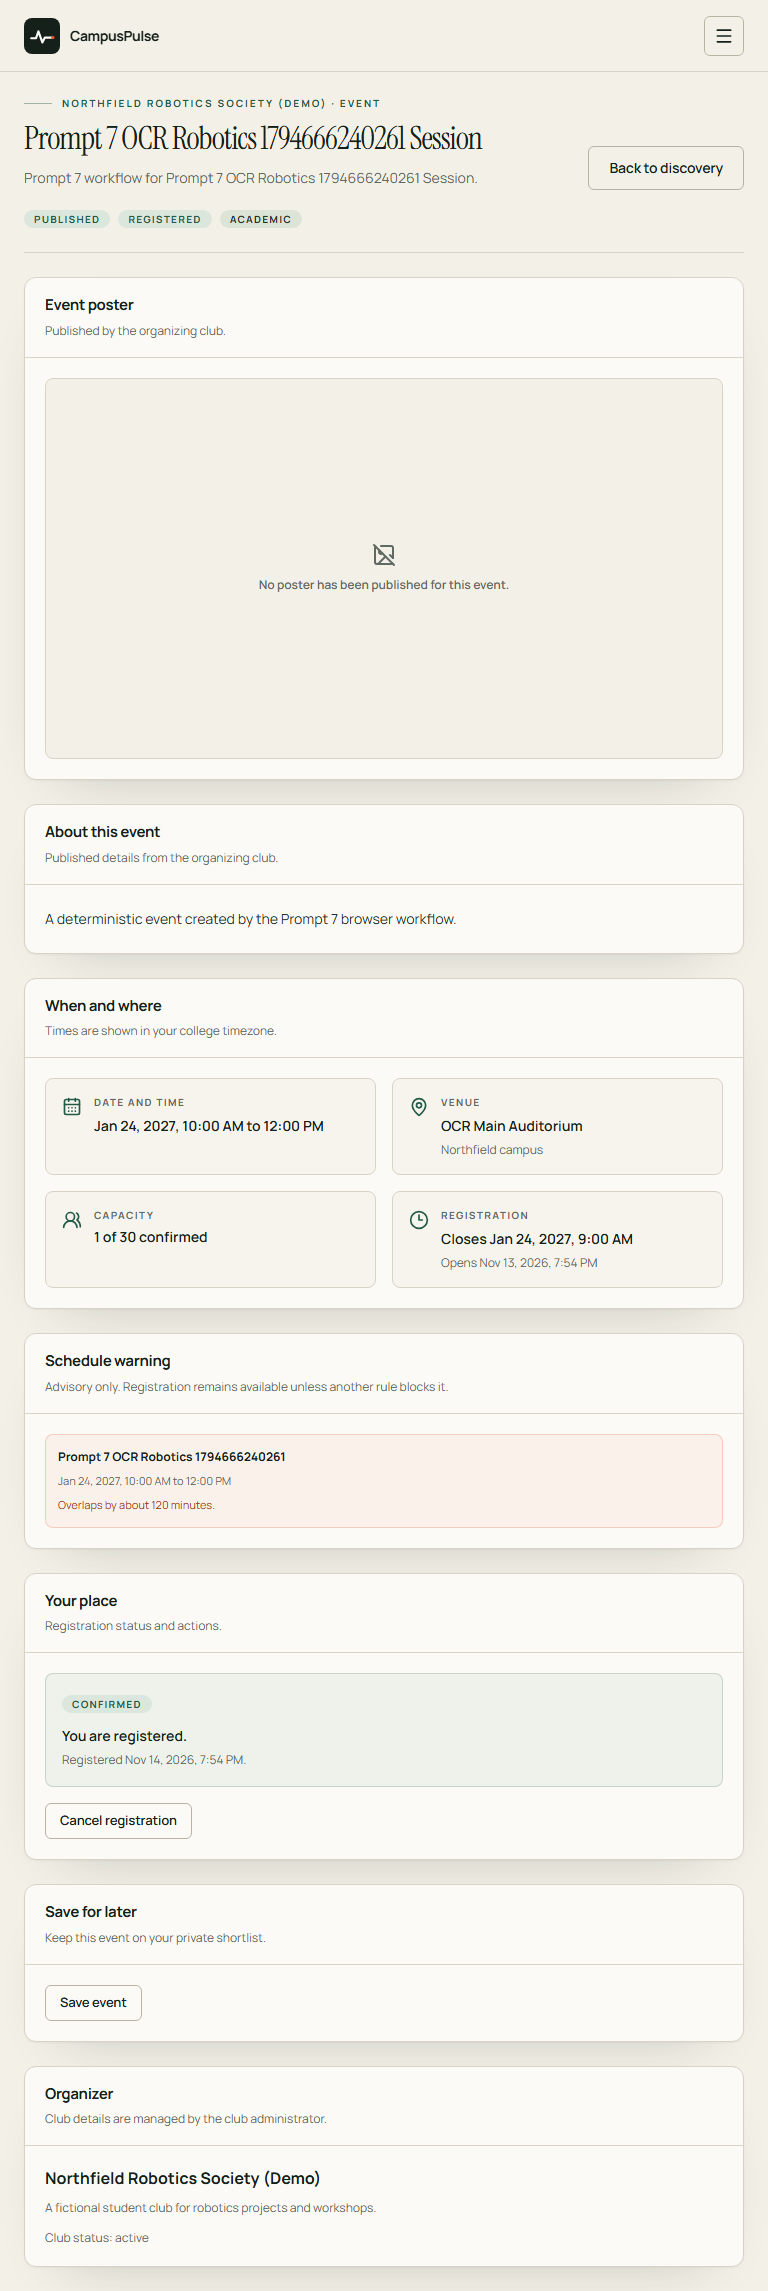 CampusPulse
NORTHFIELD ROBOTICS SOCIETY (DEMO) · EVENT
Prompt 7 OCR Robotics 1794666240261 Session
Prompt 7 workflow for Prompt 7 OCR Robotics 1794666240261 Session.
Back to discovery
PUBLISHED REGISTERED ACADEMIC
Event poster
Published by the organizing club.
No poster has been published for this event.
About this event
Published details from the organizing club.
A deterministic event created by the Prompt 7 browser workflow.
When and where
Times are shown in your college timezone.
DATE AND TIME
Jan 24, 2027, 10:00 AM to 12:00 PM
VENUE
OCR Main Auditorium
Northfield campus
CAPACITY
1 of 30 confirmed
REGISTRATION
Closes Jan 24, 2027, 9:00 AM
Opens Nov 13, 2026, 7:54 PM
Schedule warning
Advisory only. Registration remains available unless another rule blocks it.
Prompt 7 OCR Robotics 1794666240261
Jan 24, 2027, 10:00 AM to 12:00 PM
Overlaps by about 120 minutes.
Your place
Registration status and actions.
CONFIRMED
You are registered.
Registered Nov 14, 2026, 7:54 PM.
Cancel registration
Save for later
Keep this event on your private shortlist.
Save event
Organizer
Club details are managed by the club administrator.
Northfield Robotics Society (Demo)
A fictional student club for robotics projects and workshops.
Club status: active